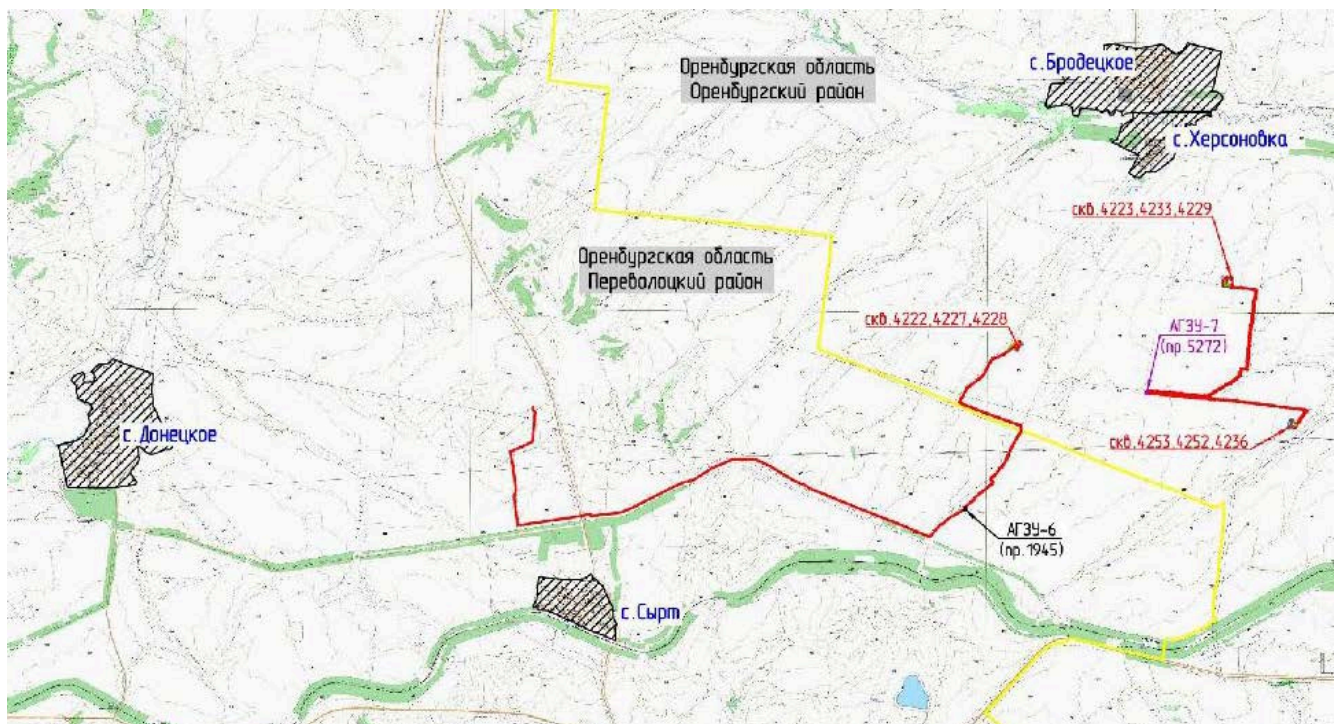 с.Бродецкое
Оренбургская область
Оренбургский район
с.Херсоновка
скв.4223,4233,4229
Оренбургская область
Переволоцкий район
скв.4222,4227,4228
АГЗУ-7
(пр.5272)
с.Донецкое
скв.4253,4252,4236
АГЗУ-6
(пр.1945)
с.Сырт